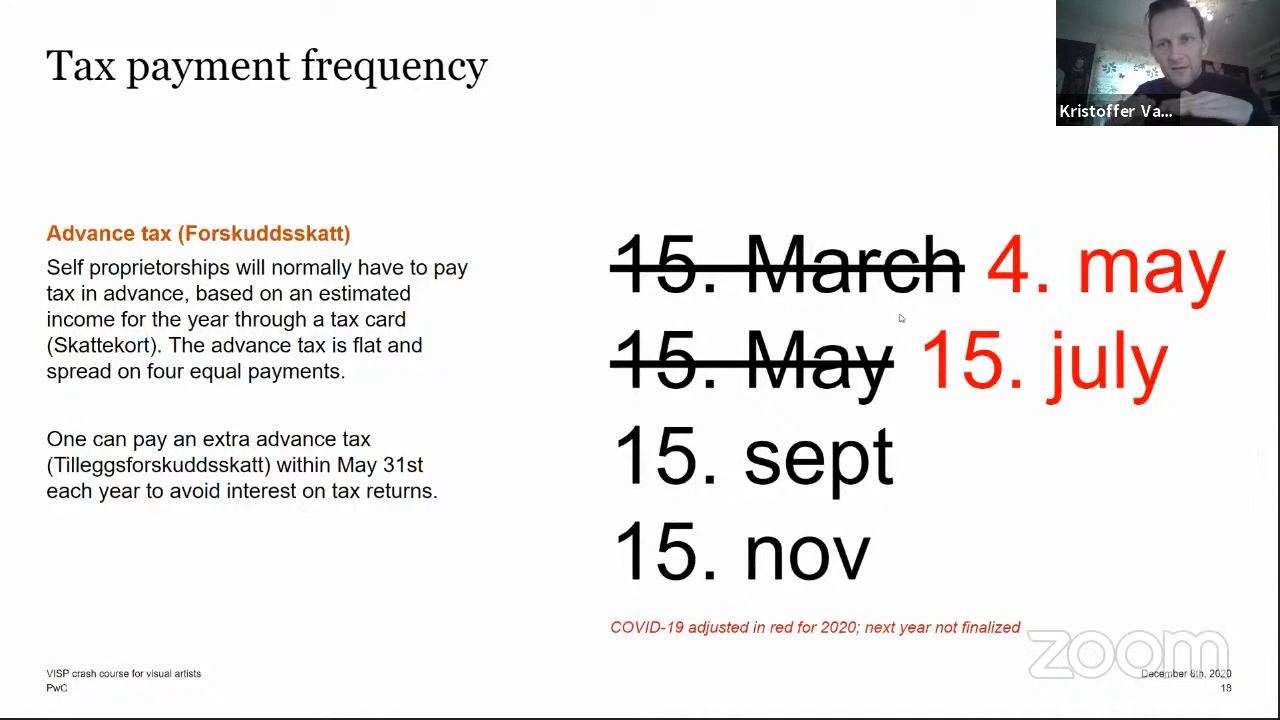 Tax payment frequency
Kristoffer Va...
Advance tax (Forskuddsskatt)
Self proprietorships will normally have to pay
tax in advance, based on an estimated
income for the year through a tax card
(Skattekort). The advance tax is flat and
spread on four equal payments.
One can pay an extra advance tax
(Tilleggsforskuddsskatt) within May 31st
each year to avoid interest on tax returns.
15. March 4. may
15. May 15. july
15. sept
15. nov
COVID-19 adjusted in red for 2020; next year not finalized
zoom
VISP crash course for visual artists
PwC
December 8th, 2020
18